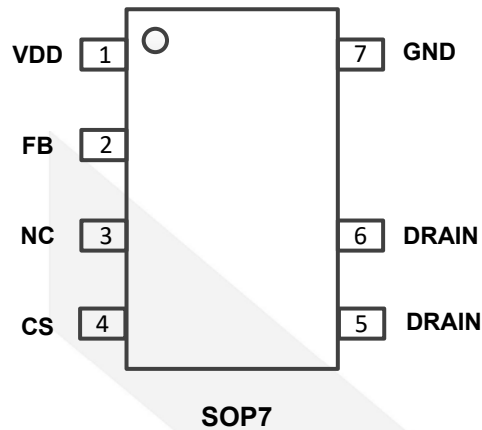 VDD 1 7 GND
FB 2
NC 3 6 DRAIN
CS 4 5 DRAIN
SOP7